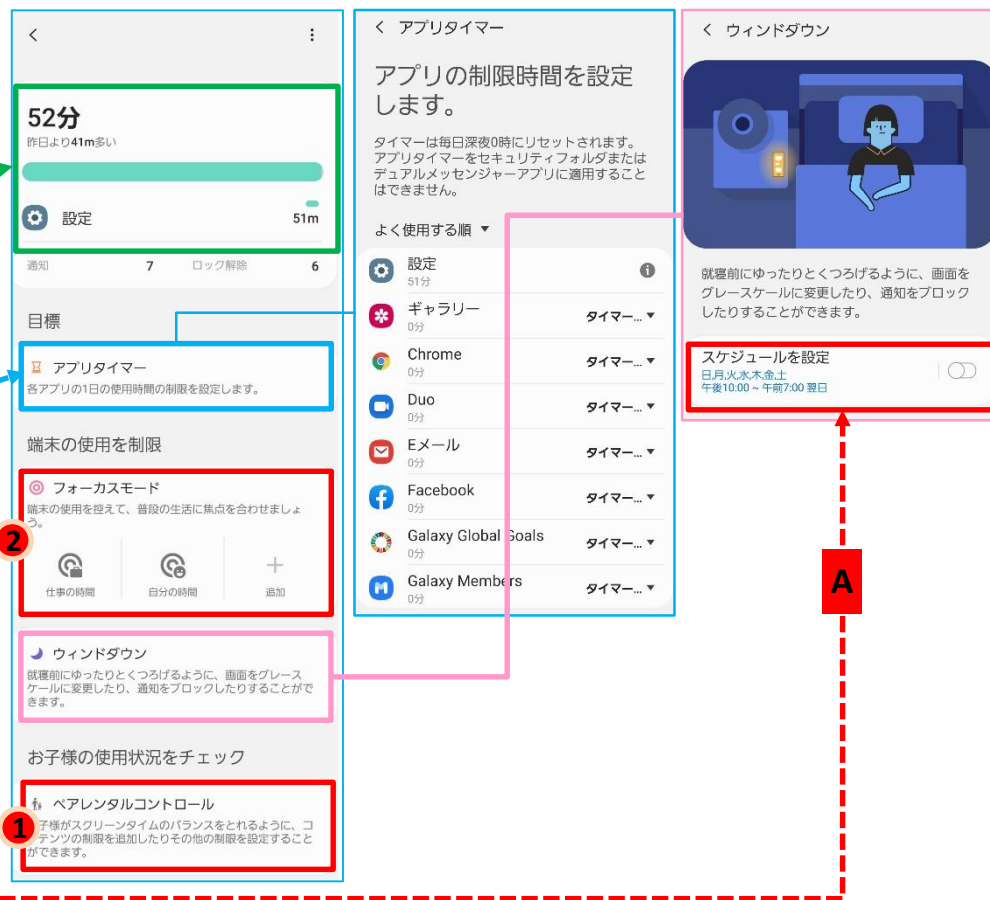 52分
昨日より41m多い
設定
51m
通知 7 ロック解除 6
目標
アプリタイマー
各アプリの1日の使用時間の制限を設定します。
端末の使用を制限
フォーカスモード
端末の使用を控えて、普段の生活に焦点を合わせましょ
う。
2
仕事の時間 自分の時間 追加
ウィンドダウン
就寝前にゆったりとくつろげるように、画面をグレース
ケールに変更したり、通知をブロックしたりすることがで
きます。
お子様の使用状況をチェック
ペアレンタルコントロール
1
子様がスクリーンタイムのバランスをとれるように、コ
テンツの制限を追加したりその他の制限を設定すること
ができます。
アプリタイマー
アプリの制限時間を設定
します。
タイマーは毎日深夜0時にリセットされます。
アプリタイマーをセキュリティフォルダまたは
デュアルメッセンジャーアプリに適用すること
はできません。
よく使用する順 ▼
設定
51分
ギャラリー
0分
タイマー... ▼
Chrome
0分
タイマー... ▼
Duo
0分
タイマー... ▼
Eメール
0分
タイマー... ▼
Facebook
0分
タイマー... ▼
Galaxy Global Goals
0分
タイマー... ▼
Galaxy Members
0分
タイマー... ▼
ウィンドダウン
就寝前にゆったりとくつろげるように、画面を
グレースケールに変更したり、通知をブロック
したりすることができます。
スケジュールを設定
日,月,火,水,木,金,土
午後10:00 ~ 午前7:00 翌日
A